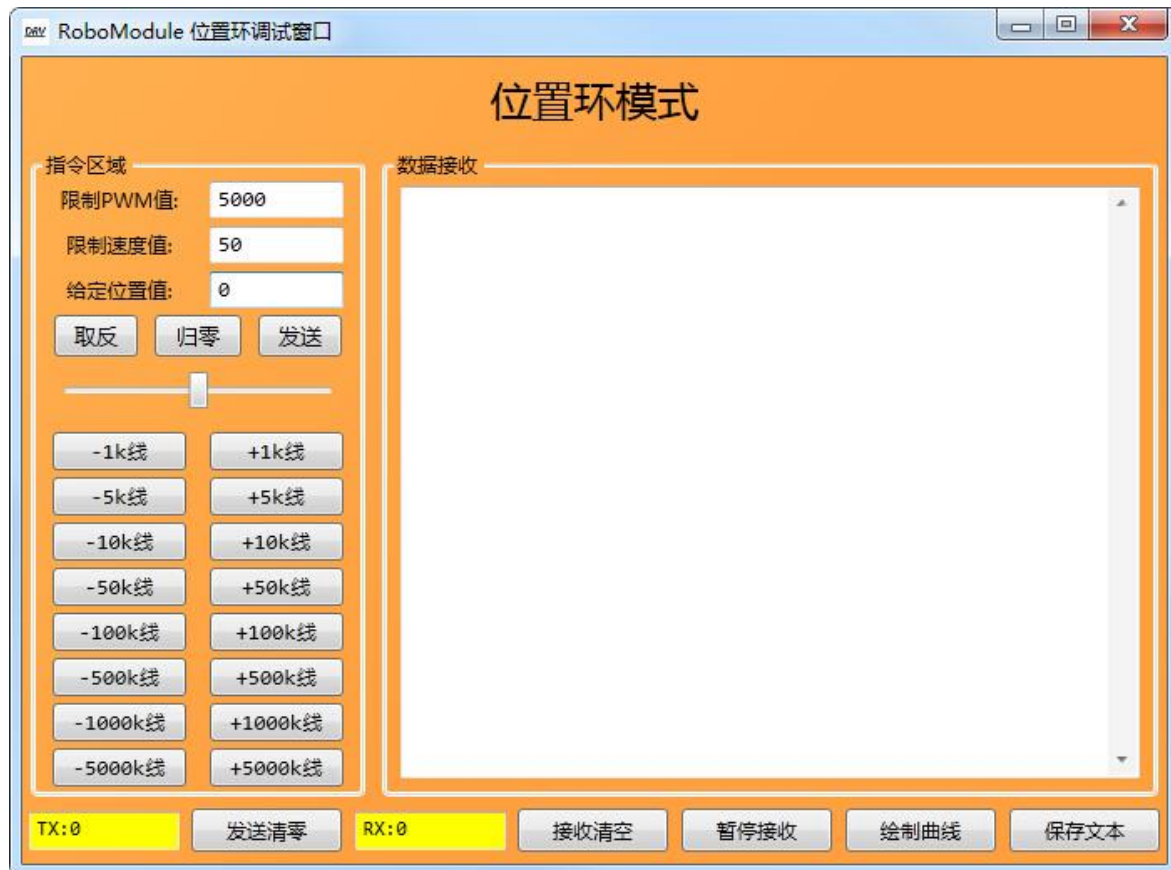 DRV RoboModule 位置环调试窗口
位置环模式
指令区域
限制PWM值: 5000
限制速度值: 50
给定位置值: 0
取反 归零 发送
-1k线 +1k线
-5k线 +5k线
-10k线 +10k线
-50k线 +50k线
-100k线 +100k线
-500k线 +500k线
-1000k线 +1000k线
-5000k线 +5000k线
数据接收
TX:0 发送清零 RX:0 接收清空 暂停接收 绘制曲线 保存文本